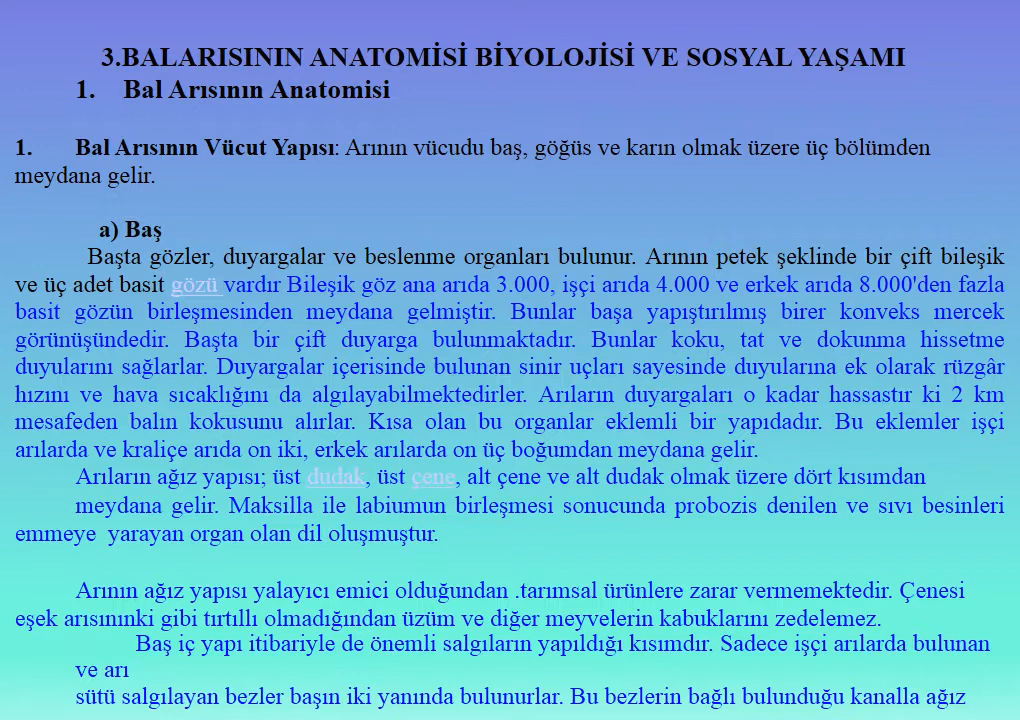 3.BALARISININ ANATOMİSİ BİYOLOJİSİ VE SOSYAL YAŞAMI
1. Bal Arısının Anatomisi
1. Bal Arısının Vücut Yapısı: Arının vücudu baş, göğüs ve karın olmak üzere üç bölümden
meydana gelir.
a) Baş
Başta gözler, duyargalar ve beslenme organları bulunur. Arının petek şeklinde bir çift bileşik
ve üç adet basit gözü vardır Bileşik göz ana arıda 3.000, işçi arıda 4.000 ve erkek arıda 8.000'den fazla
basit gözün birleşmesinden meydana gelmiştir. Bunlar başa yapıştırılmış birer konveks mercek
görünüşündedir. Başta bir çift duyarga bulunmaktadır. Bunlar koku, tat ve dokunma hissetme
duyularını sağlarlar. Duyargalar içerisinde bulunan sinir uçları sayesinde duyularına ek olarak rüzgâr
hızını ve hava sıcaklığını da algılayabilmektedirler. Arıların duyargaları o kadar hassastır ki 2 km
mesafeden balın kokusunu alırlar. Kısa olan bu organlar eklemli bir yapıdadır. Bu eklemler işçi
arılarda ve kraliçe arıda on iki, erkek arılarda on üç boğumdan meydana gelir.
Arıların ağız yapısı; üst dudak, üst çene, alt çene ve alt dudak olmak üzere dört kısımdan
meydana gelir. Maksilla ile labiumun birleşmesi sonucunda probozis denilen ve sıvı besinleri
emmeye yarayan organ olan dil oluşmuştur.
Arının ağız yapısı yalayıcı emici olduğundan .tarımsal ürünlere zarar vermemektedir. Çenesi
eşek arısınınki gibi tırtıllı olmadığından üzüm ve diğer meyvelerin kabuklarını zedelemez.
Baş iç yapı itibariyle de önemli salgıların yapıldığı kısımdır. Sadece işçi arılarda bulunan
ve arı
sütü salgılayan bezler başın iki yanında bulunurlar. Bu bezlerin bağlı bulunduğu kanalla ağız